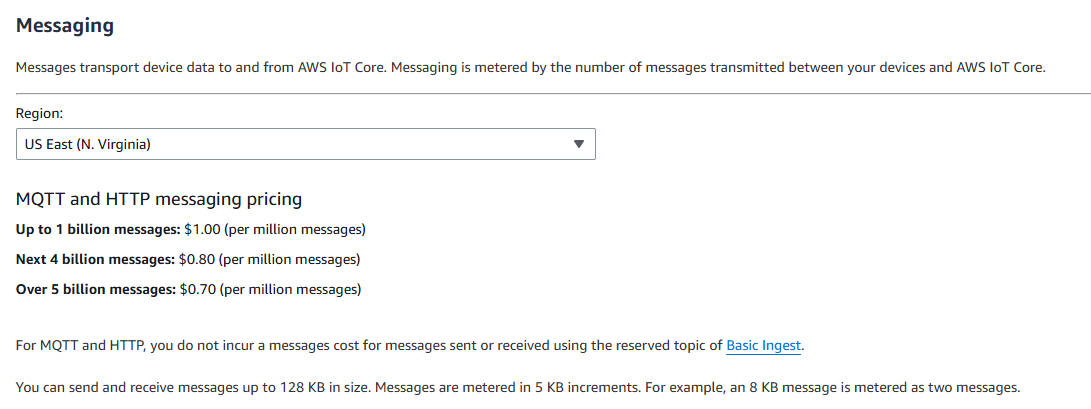 Messaging
Messages transport device data to and from AWS IoT Core. Messaging is metered by the number of messages transmitted between your devices and AWS IoT Core.
Region:
US East (N. Virginia)
MQTT and HTTP messaging pricing
Up to 1 billion messages: $1.00 (per million messages)
Next 4 billion messages: $0.80 (per million messages)
Over 5 billion messages: $0.70 (per million messages)
For MQTT and HTTP, you do not incur a messages cost for messages sent or received using the reserved topic of Basic Ingest.
You can send and receive messages up to 128 KB in size. Messages are metered in 5 KB increments. For example, an 8 KB message is metered as two messages.